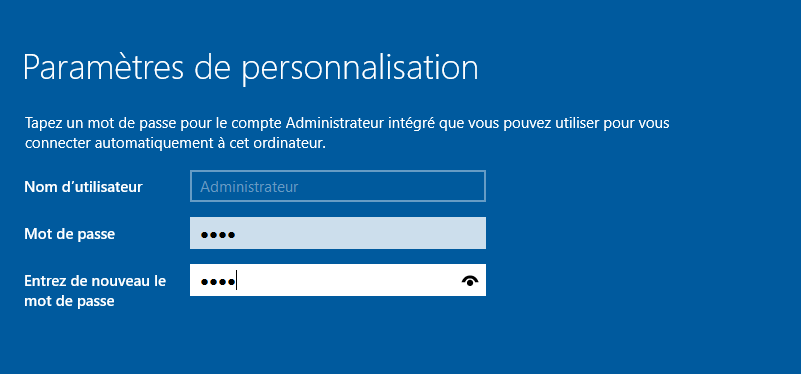 Paramètres de personnalisation
Tapez un mot de passe pour le compte Administrateur intégré que vous pouvez utiliser pour vous
connecter automatiquement à cet ordinateur.
Nom d'utilisateur
Administrateur
Mot de passe
••••
Entrez de nouveau le
mot de passe
••••